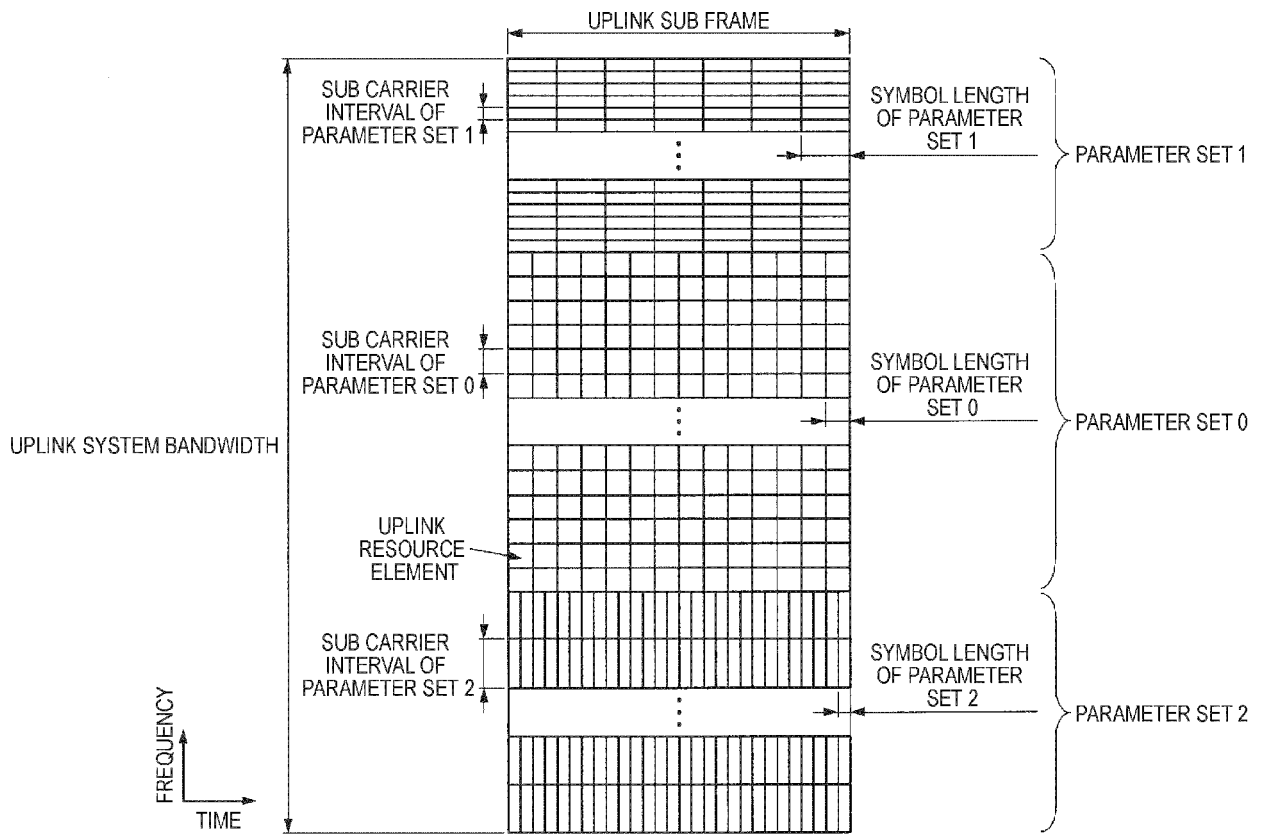 UPLINK SUB FRAME
SUB CARRIER
INTERVAL OF
PARAMETER SET 1
SYMBOL LENGTH
OF PARAMETER
SET 1
PARAMETER SET 1
SUB CARRIER
INTERVAL OF
PARAMETER SET 0
SYMBOL LENGTH
OF PARAMETER
SET 0
PARAMETER SET 0
UPLINK SYSTEM BANDWIDTH
UPLINK
RESOURCE
ELEMENT
SUB CARRIER
INTERVAL OF
PARAMETER SET 2
SYMBOL LENGTH
OF PARAMETER
SET 2
PARAMETER SET 2
FREQUENCY
TIME